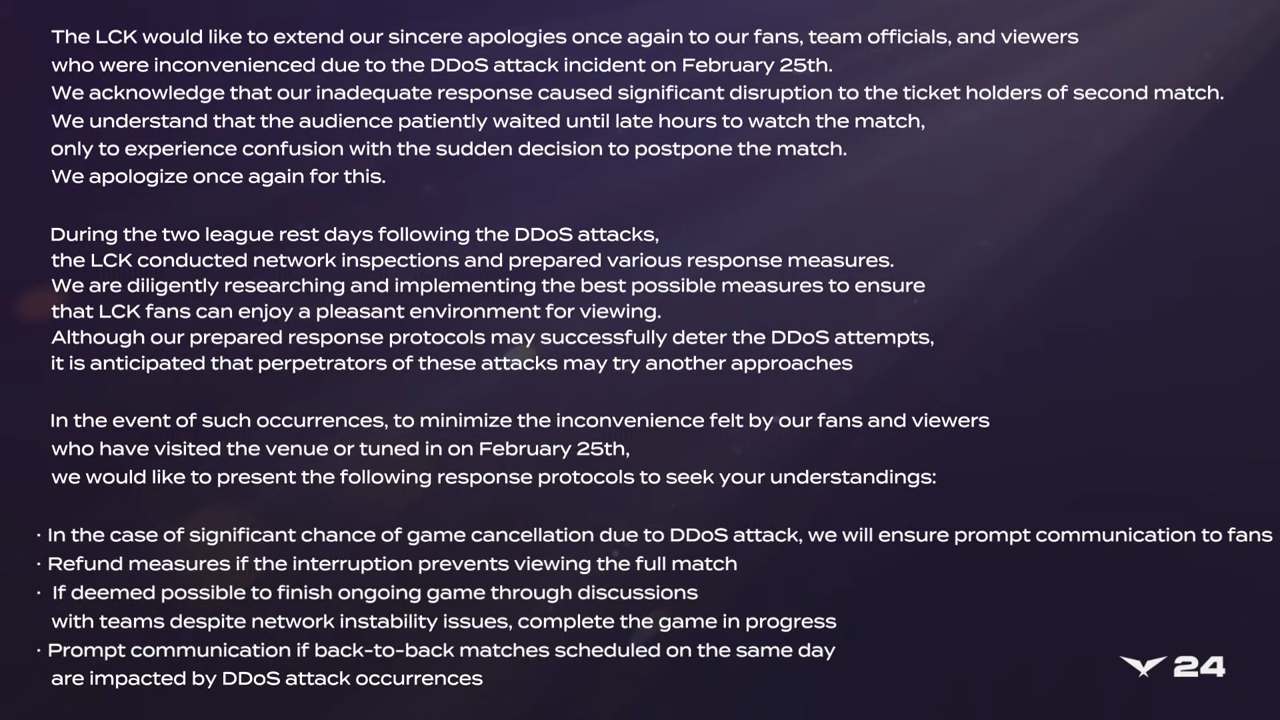 The LCK would like to extend our sincere apologies once again to our fans, team officials, and viewers
who were inconvenienced due to the DDoS attack incident on February 25th.
We acknowledge that our inadequate response caused significant disruption to the ticket holders of second match.
We understand that the audience patiently waited until late hours to watch the match,
only to experience confusion with the sudden decision to postpone the match.
We apologize once again for this.
During the two league rest days following the DDoS attacks,
the LCK conducted network inspections and prepared various response measures.
We are diligently researching and implementing the best possible measures to ensure
that LCK fans can enjoy a pleasant environment for viewing.
Although our prepared response protocols may successfully deter the DDoS attempts,
it is anticipated that perpetrators of these attacks may try another approaches
In the event of such occurrences, to minimize the inconvenience felt by our fans and viewers
who have visited the venue or tuned in on February 25th,
we would like to present the following response protocols to seek your understandings:
· In the case of significant chance of game cancellation due to DDoS attack, we will ensure prompt communication to fans
· Refund measures if the interruption prevents viewing the full match
· If deemed possible to finish ongoing game through discussions
with teams despite network instability issues, complete the game in progress
· Prompt communication if back-to-back matches scheduled on the same day
are impacted by DDoS attack occurrences
24